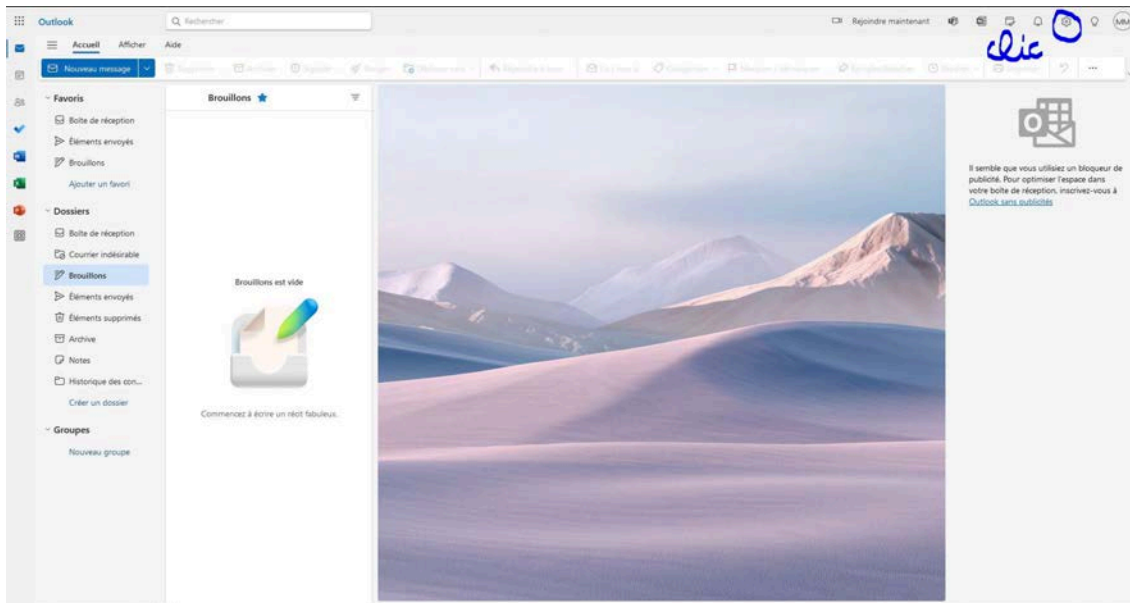 Outlook
Rechercher
Rejoindre maintenant
MM
clic
Accueil Afficher Aide
Nouveau message
Favoris
Boîte de réception
Éléments envoyés
Brouillons
Ajouter un favori
Dossiers
Boîte de réception
Courrier indésirable
Brouillons
Éléments envoyés
Éléments supprimés
Archive
Notes
Historique des con...
Créer un dossier
Groupes
Nouveau groupe
Brouillons
Brouillons est vide
Commencez à écrire un récit fabuleux.
Il semble que vous utilisiez un bloqueur de
publicité. Pour optimiser l'espace dans
votre boîte de réception, inscrivez-vous à
Outlook sans publicités